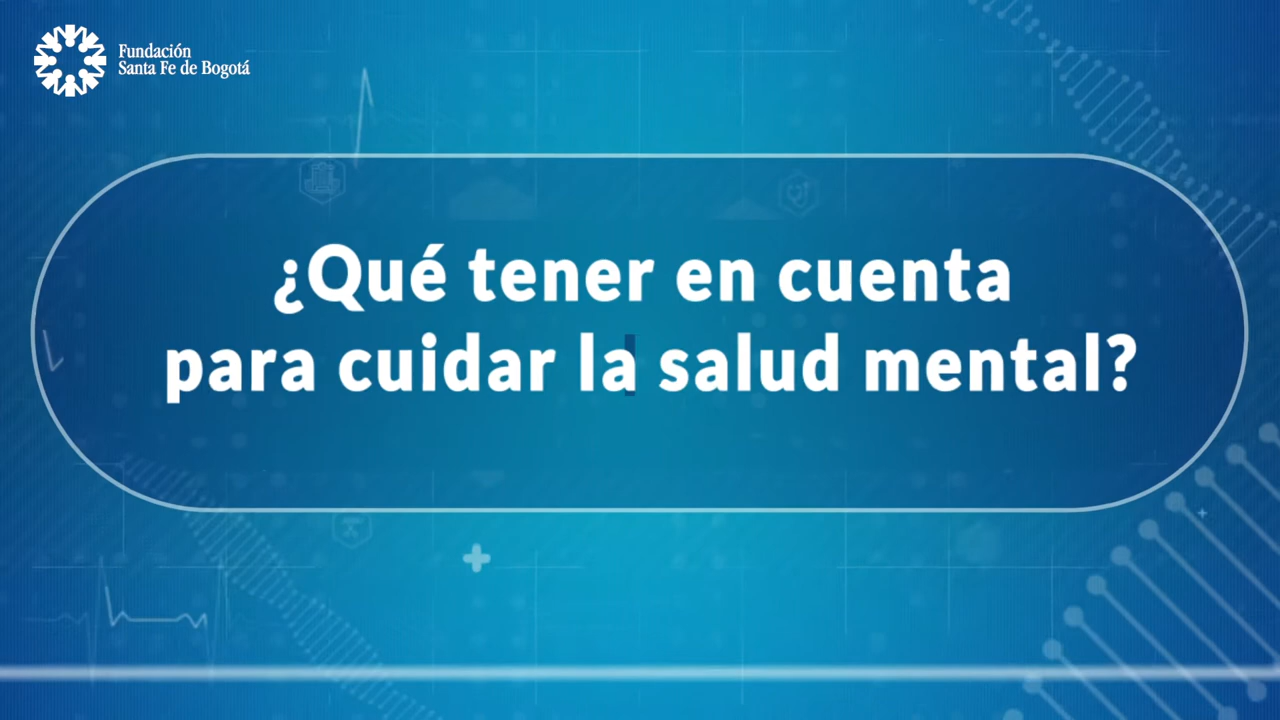 Fundación
Santa Fe de Bogotá
¿Qué tener en cuenta
para cuidar la salud mental?